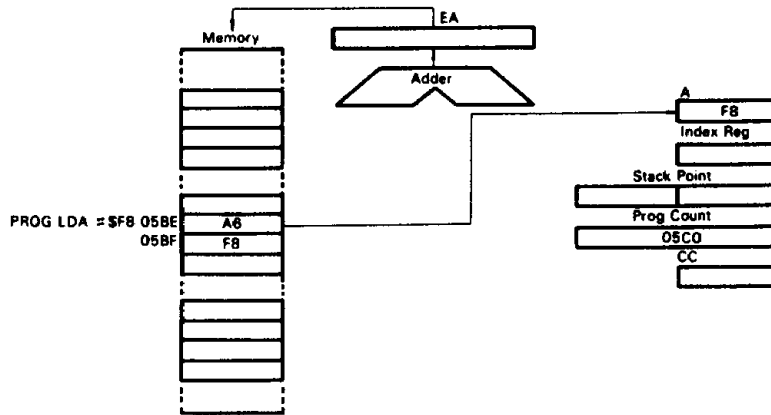 EA
Memory
Adder
A
F8
Index Reg
Stack Point
PROG LDA =$F8 05BE A6
Prog Count
05BF F8
05C0
CC